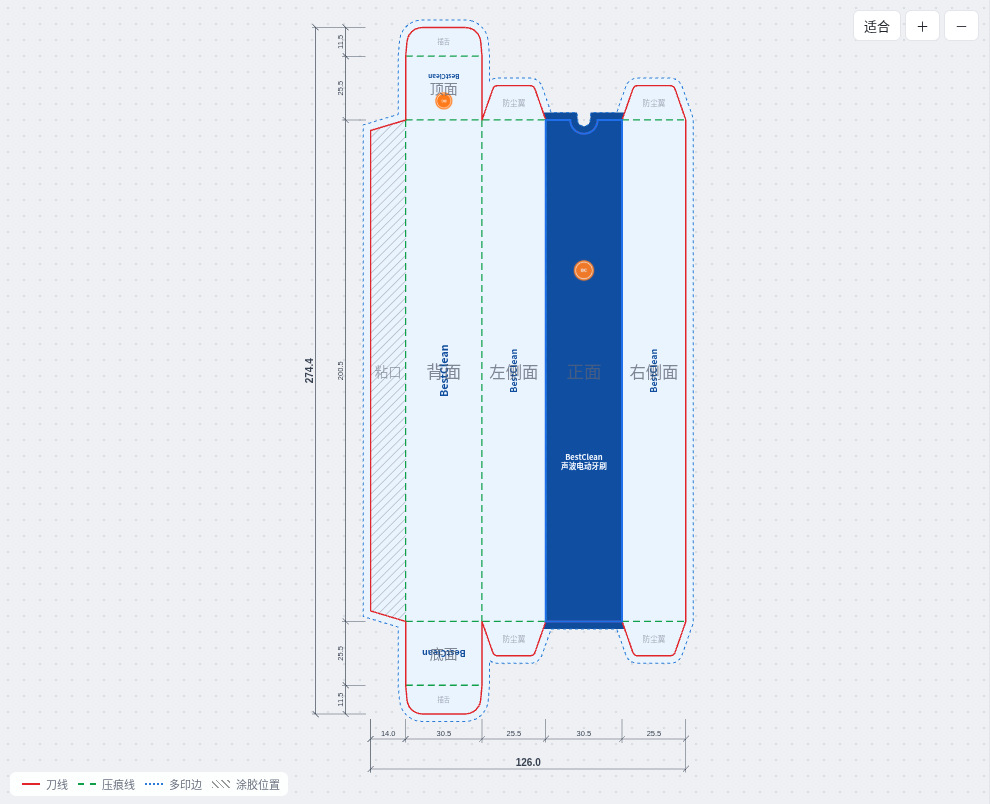 适合
+
−
11.5
插舌
BestClean
顶面
25.5
防尘翼
防尘翼
274.4
200.5
粘口
背面
BestClean
左侧面
BestClean
正面
右侧面
BestClean
BestClean
声波电动牙刷
25.5
底面
BestClean
防尘翼
防尘翼
11.5
插舌
14.0
30.5
25.5
30.5
25.5
126.0
刀线
压痕线
多印边
涂胶位置